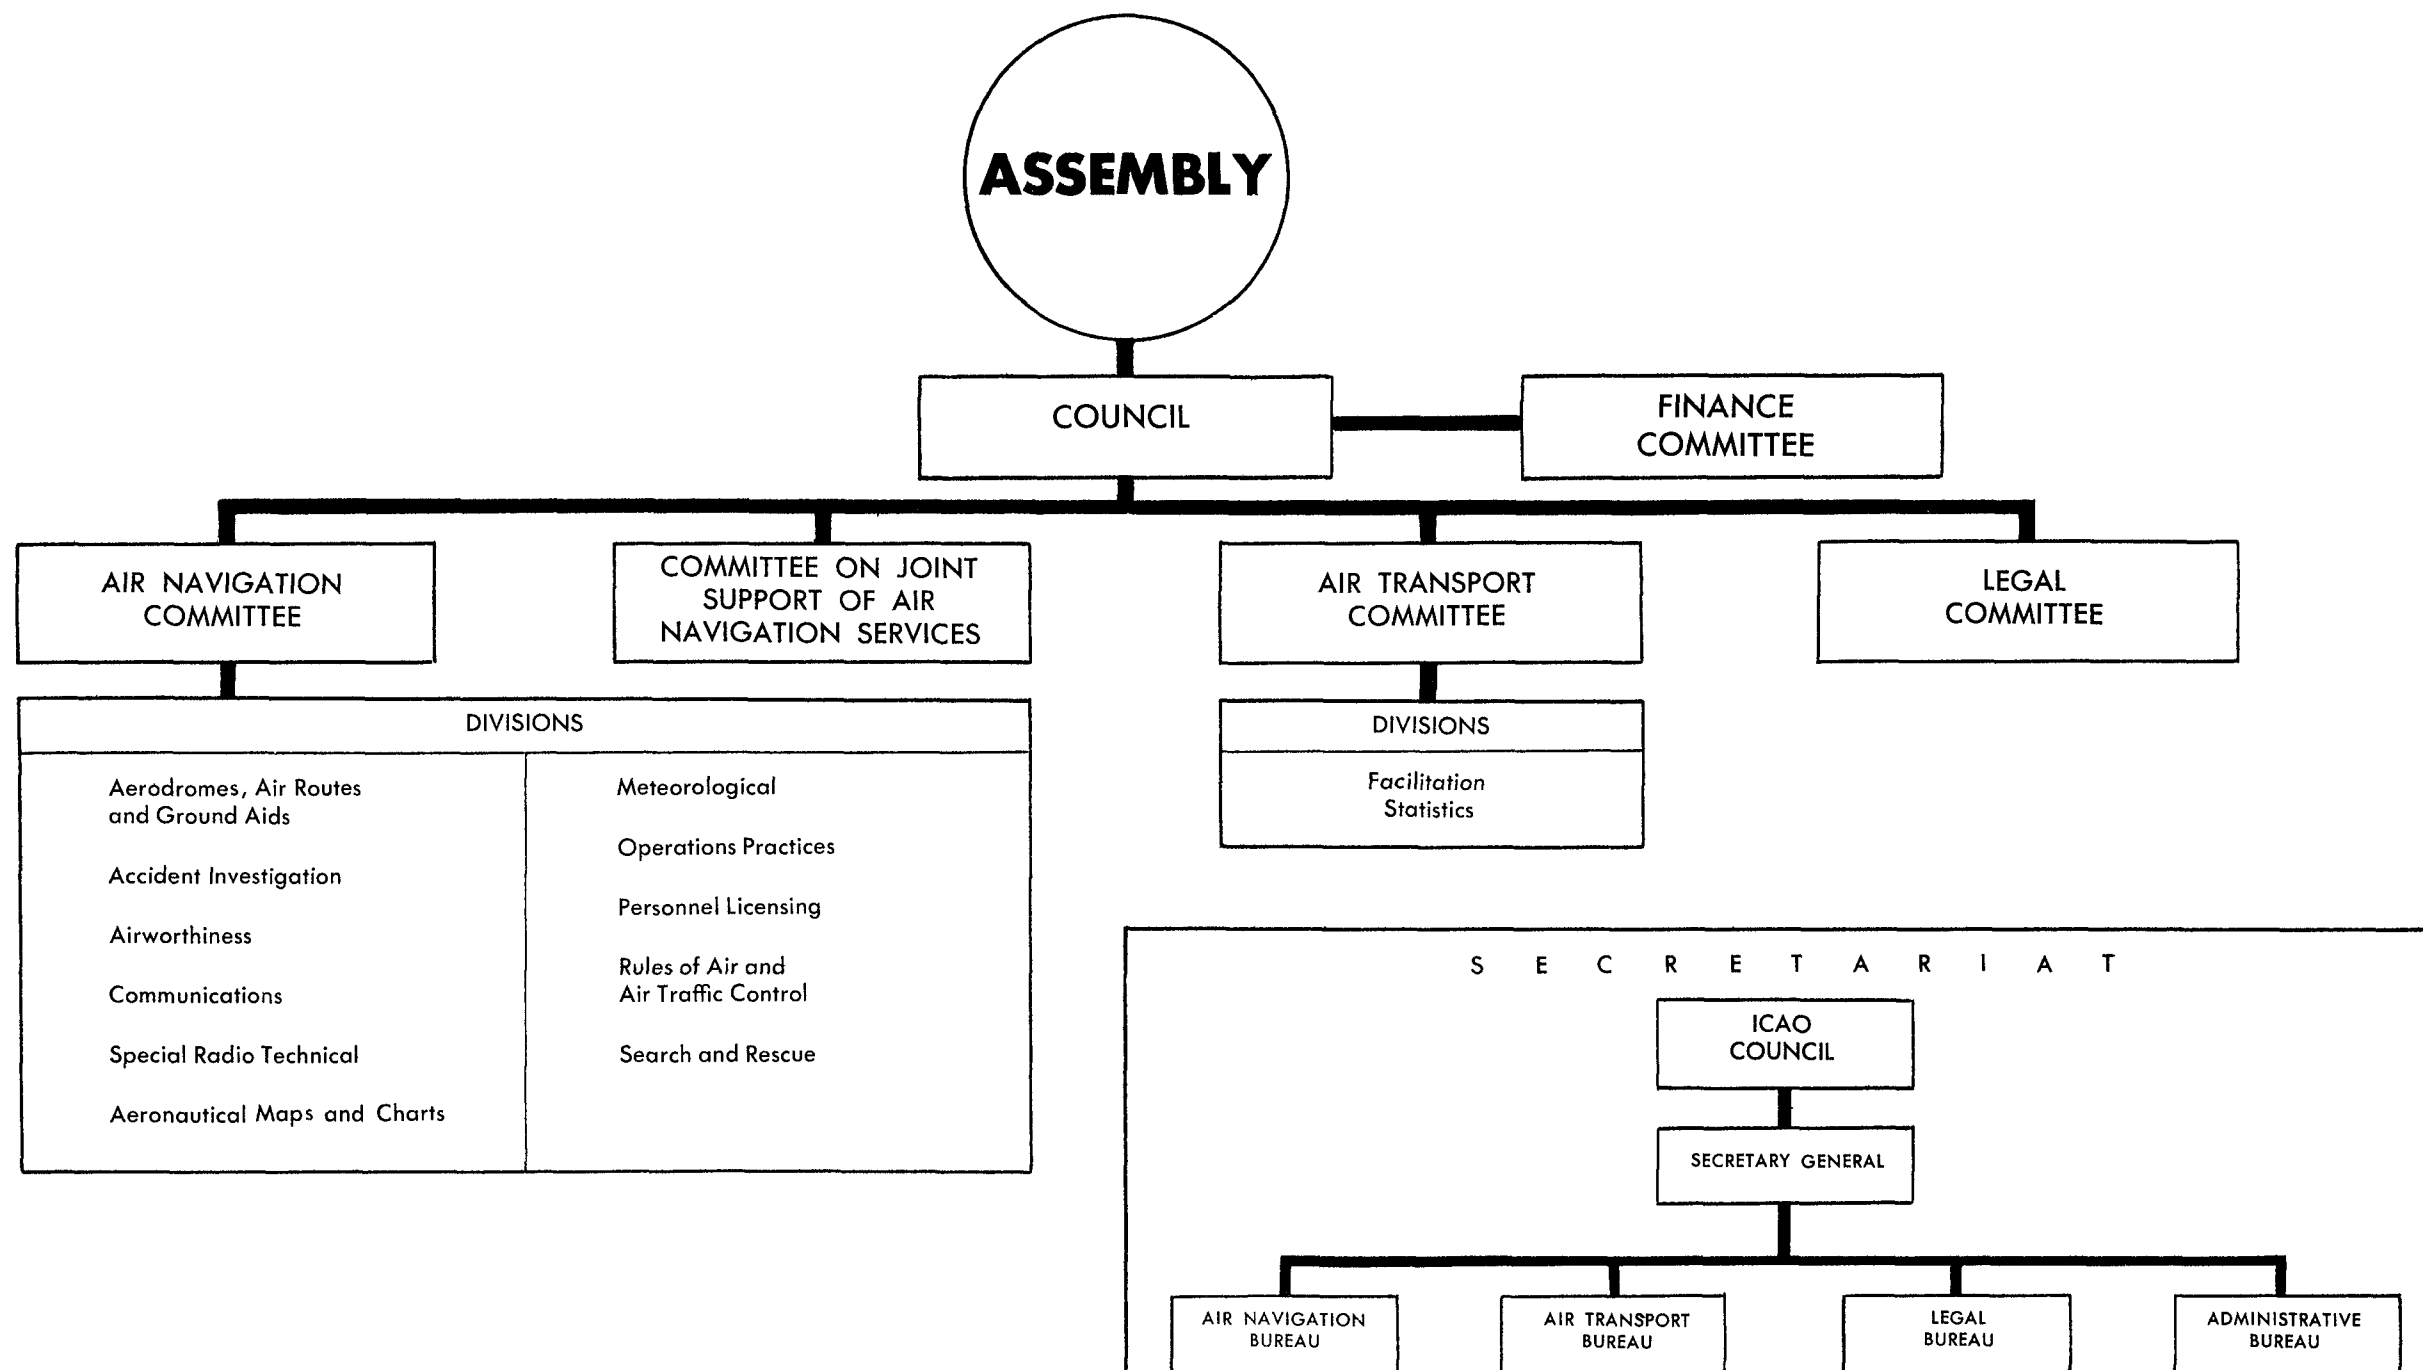 ASSEMBLY
COUNCIL
FINANCE
COMMITTEE
AIR NAVIGATION
COMMITTEE
COMMITTEE ON JOINT
SUPPORT OF AIR
NAVIGATION SERVICES
AIR TRANSPORT
COMMITTEE
LEGAL
COMMITTEE
DIVISIONS
Aerodromes, Air Routes
and Ground Aids
Accident Investigation
Airworthiness
Communications
Special Radio Technical
Aeronautical Maps and Charts
Meteorological
Operations Practices
Personnel Licensing
Rules of Air and
Air Traffic Control
Search and Rescue
DIVISIONS
Facilitation
Statistics
SECRETARIAT
ICAO
COUNCIL
SECRETARY GENERAL
AIR NAVIGATION
BUREAU
AIR TRANSPORT
BUREAU
LEGAL
BUREAU
ADMINISTRATIVE
BUREAU